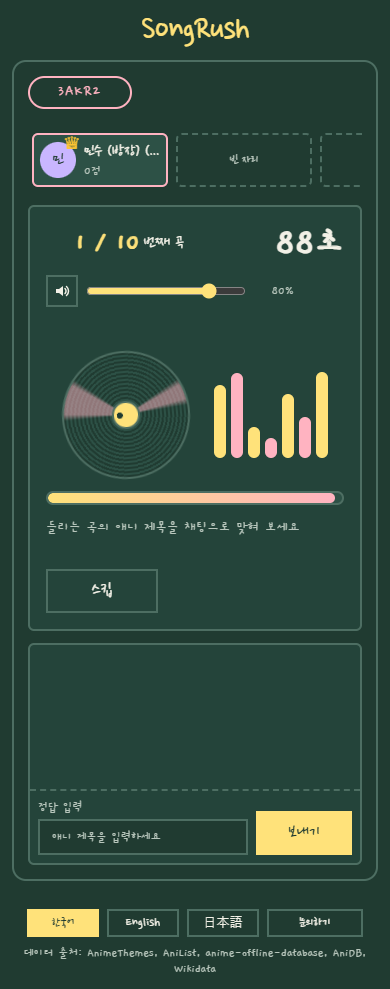 SongRush
3AKR2
민
민수 (방장) (...
0점
빈 자리
1 / 10 번째 곡
88초
80%
들리는 곡의 애니 제목을 채팅으로 맞혀 보세요
스킵
정답 입력
애니 제목을 입력하세요
보내기
한국어
English
日本語
문의하기
데이터 출처: AnimeThemes, AniList, anime-offline-database, AniDB,
Wikidata